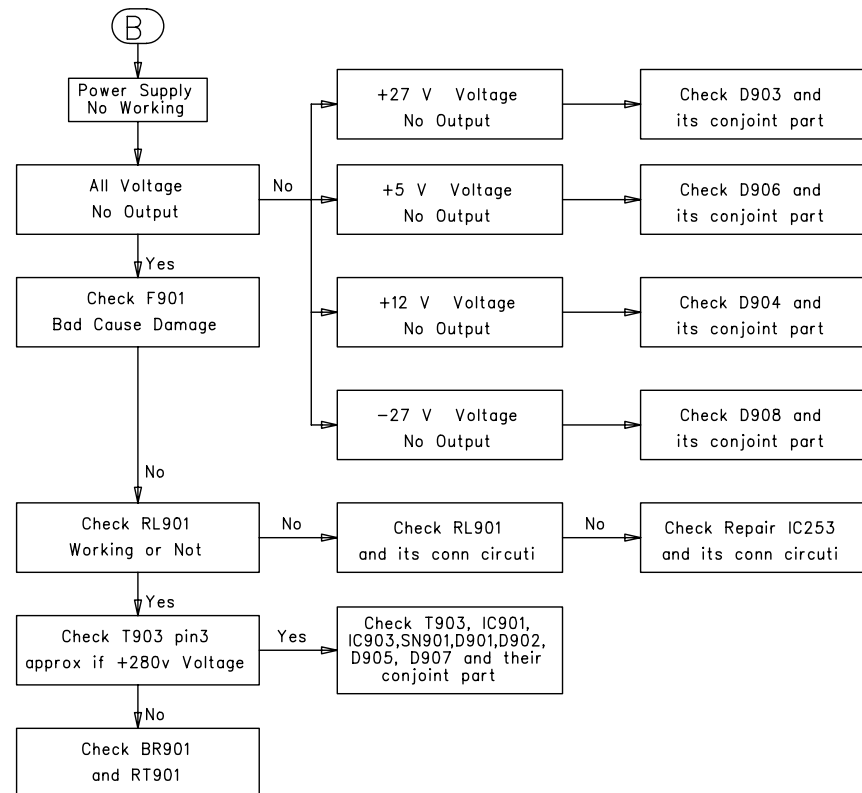 B
Power Supply
No Working
All Voltage
No Output
No
Yes
+27 V Voltage
No Output
Check D903 and
its conjoint part
+5 V Voltage
No Output
Check D906 and
its conjoint part
Check F901
Bad Cause Damage
+12 V Voltage
No Output
Check D904 and
its conjoint part
-27 V Voltage
No Output
Check D908 and
its conjoint part
No
Check RL901
Working or Not
No
Check RL901
and its conn circuti
No
Check Repair IC253
and its conn circuti
Yes
Check T903 pin3
approx if +280v Voltage
Yes
Check T903, IC901,
IC903,SN901,D901,D902,
D905, D907 and their
conjoint part
No
Check BR901
and RT901